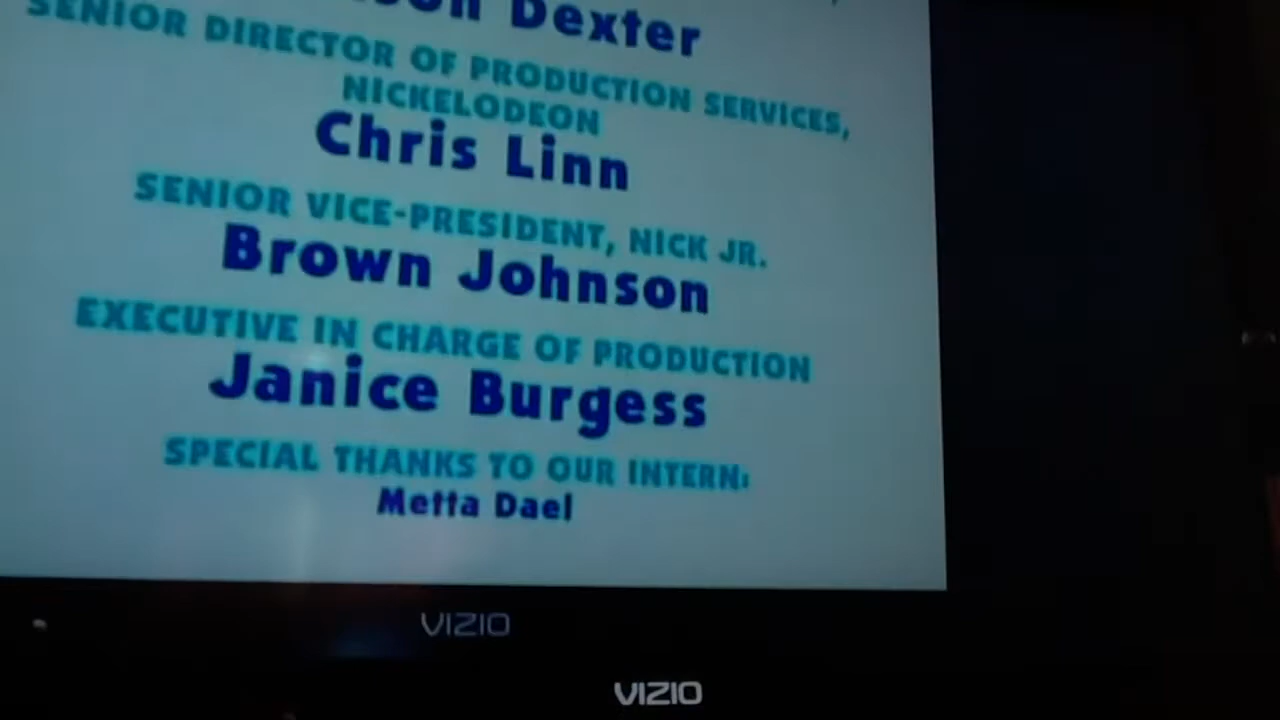 Dexter
SENIOR DIRECTOR OF PRODUCTION SERVICES,
NICKELODEON
Chris Linn
SENIOR VICE-PRESIDENT, NICK JR.
Brown Johnson
EXECUTIVE IN CHARGE OF PRODUCTION
Janice Burgess
SPECIAL THANKS TO OUR INTERN:
Metta Dael
VIZIO
VIZIO